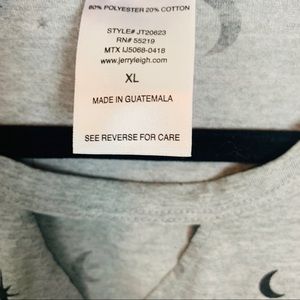 80% POLYESTER 20% COTTON
STYLE# JT20623
RN# 55219
MTX IJ5068-0418
www.jerryleigh.com
XL
MADE IN GUATEMALA
SEE REVERSE FOR CARE